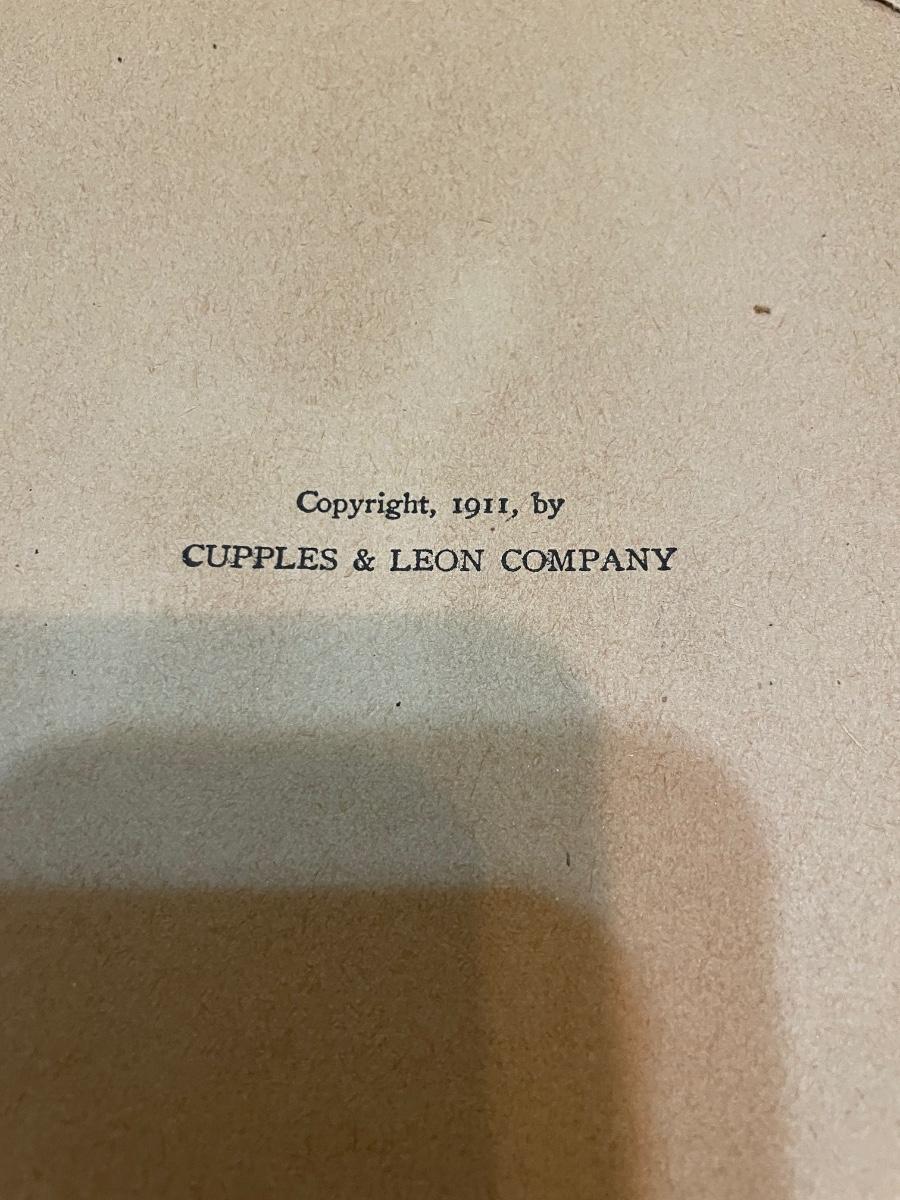 Copyright, 1911, by
CUPPLES & LEON COMPANY